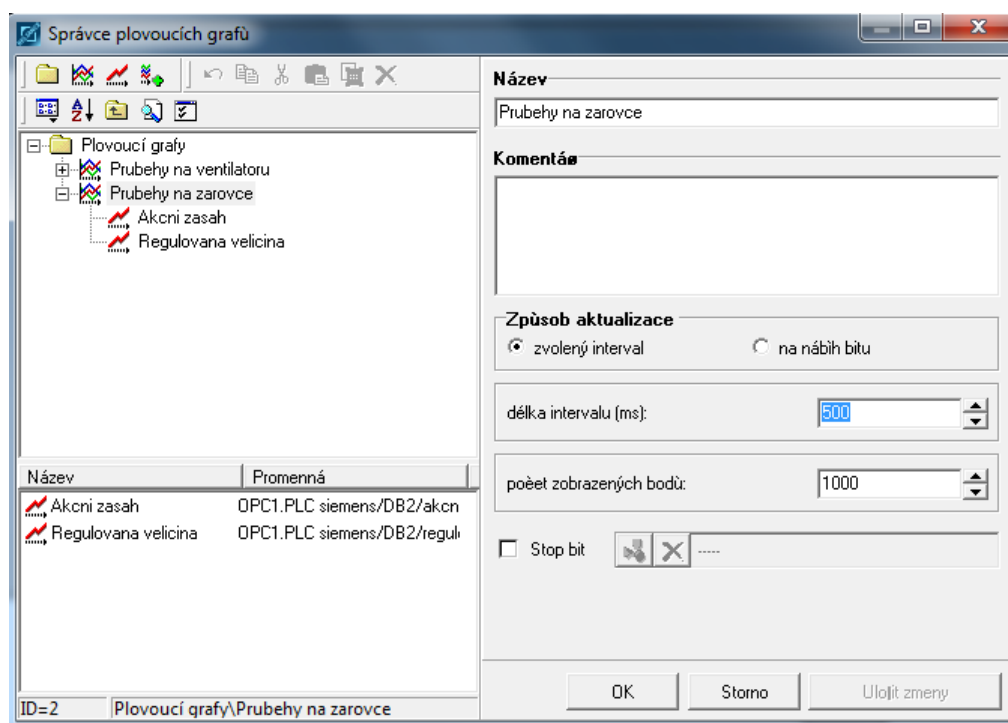 Správce plovoucích grafù
Plovoucí grafy
Prubehy na ventilatoru
Prubehy na zarovce
Akcni zasah
Regulovana velicina
Název
Promenná
Akcni zasah
OPC1.PLC siemens/DB2/akcn
Regulovana velicina
OPC1.PLC siemens/DB2/regul
ID=2
Plovoucí grafy\Prubehy na zarovce
Název
Prubehy na zarovce
Komentáø
Zpùsob aktualizace
zvolený interval
na nábìh bitu
délka intervalu (ms):
500
poèet zobrazených bodù:
1000
Stop bit
-----
OK
Storno
Uložit zmeny